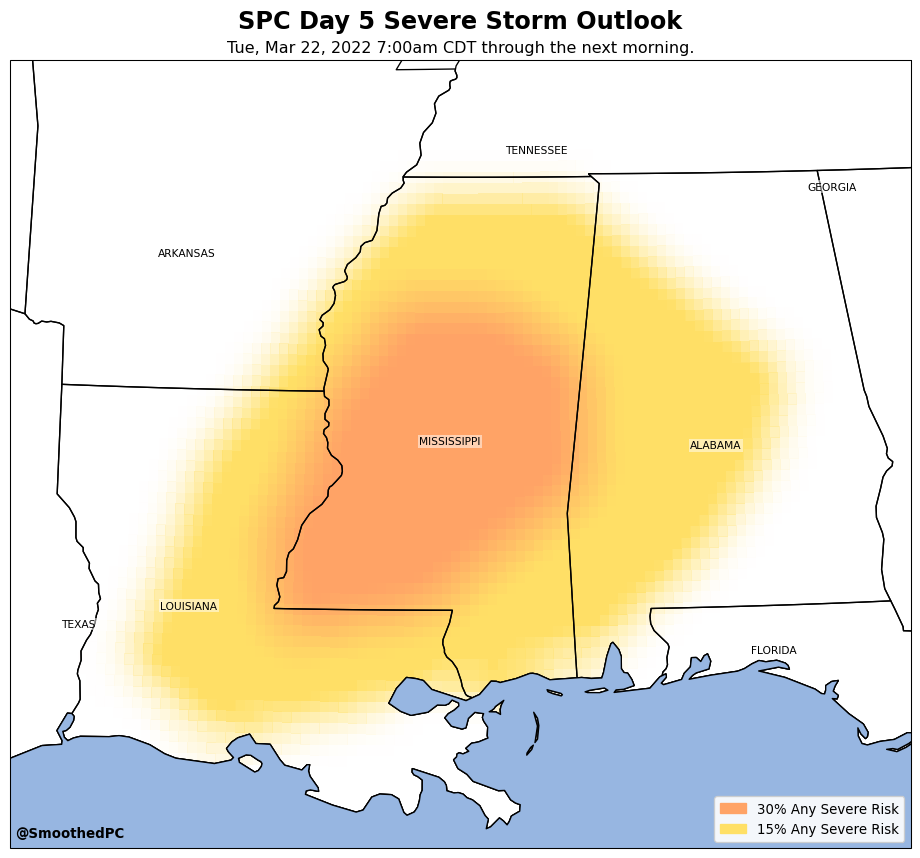 SPC Day 5 Severe Storm Outlook
Tue, Mar 22, 2022 7:00am CDT through the next morning.
TENNESSEE
GEORGIA
ARKANSAS
MISSISSIPPI
ALABAMA
LOUISIANA
TEXAS
FLORIDA
30% Any Severe Risk
15% Any Severe Risk
@SmoothedPC